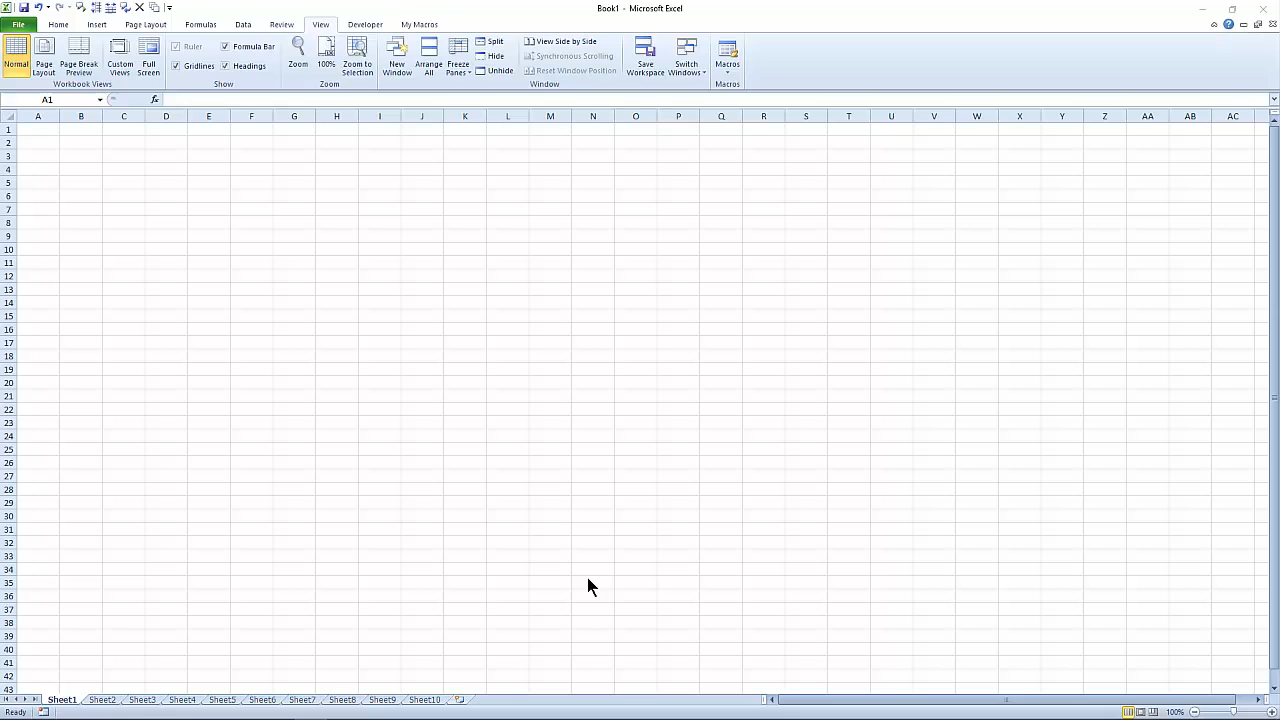 Book1 - Microsoft Excel
File Home Insert Page Layout Formulas Data Review View Developer My Macros
Normal
Page Layout
Page Break Preview
Custom Views
Full Screen
Workbook Views
Ruler
Formula Bar
Gridlines
Headings
Show
Zoom
100%
Zoom to Selection
Zoom
New Window
Arrange All
Freeze Panes
Split
Hide
Unhide
View Side by Side
Synchronous Scrolling
Reset Window Position
Window
Save Workspace
Switch Windows
Macros
Macros
A1 fx
A B C D E F G H I J K L M N O P Q R S T U V W X Y Z AA AB AC
1
2
3
4
5
6
7
8
9
10
11
12
13
14
15
16
17
18
19
20
21
22
23
24
25
26
27
28
29
30
31
32
33
34
35
36
37
38
39
40
41
42
43
Sheet1 Sheet2 Sheet3 Sheet4 Sheet5 Sheet6 Sheet7 Sheet8 Sheet9 Sheet10
Ready 100%